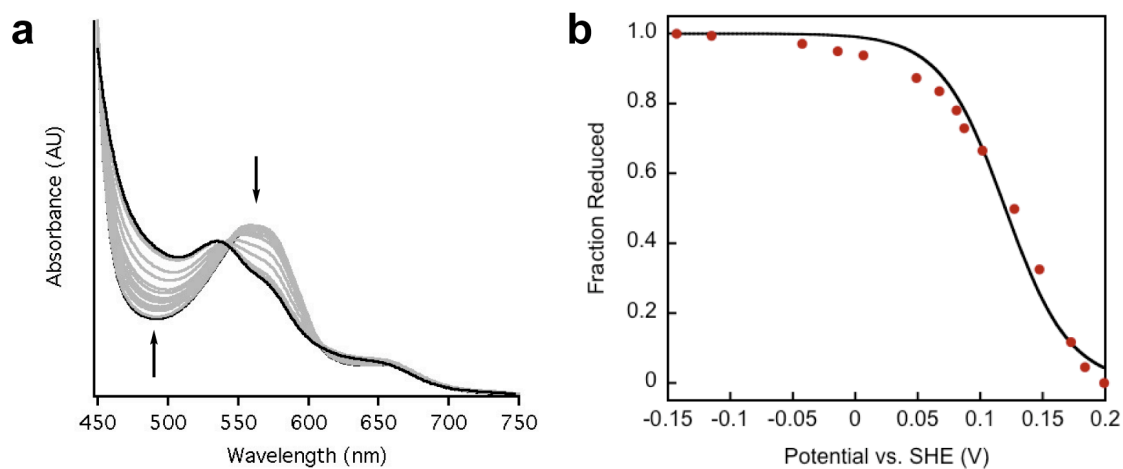 a
Absorbance (AU)
450 500 550 600 650 700 750
Wavelength (nm)
b
Fraction Reduced
1.0
0.8
0.6
0.4
0.2
0
-0.15 -0.1 -0.05 0 0.05 0.1 0.15 0.2
Potential vs. SHE (V)